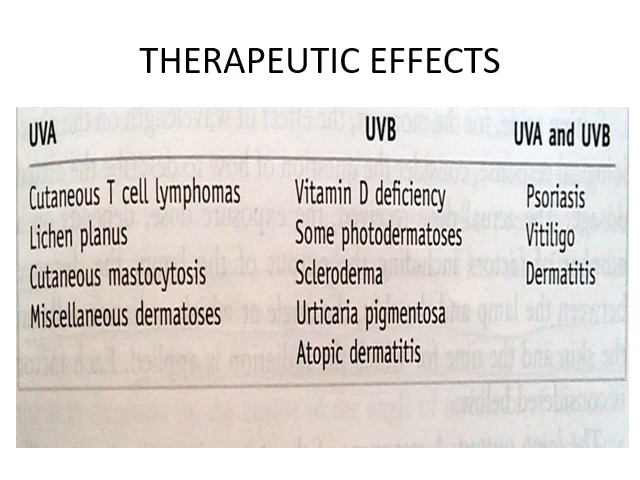 THERAPEUTIC EFFECTS
UVA UVB UVA and UVB
Cutaneous T cell lymphomas Vitamin D deficiency Psoriasis
Lichen planus Some photodermatoses Vitiligo
Cutaneous mastocytosis Scleroderma Dermatitis
Miscellaneous dermatoses Urticaria pigmentosa
Atopic dermatitis